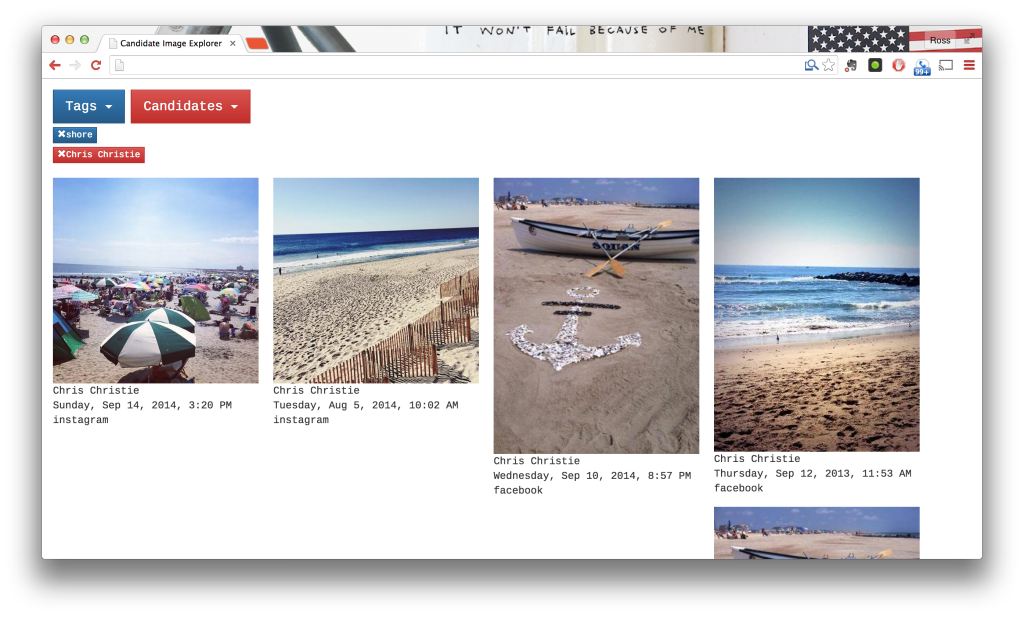 IT WON'T FAIL BECAUSE OF ME
Candidate Image Explorer
Ross
99+
Tags
Candidates
shore
Chris Christie
SQUAN
Chris Christie
Sunday, Sep 14, 2014, 3:20 PM
instagram
Chris Christie
Tuesday, Aug 5, 2014, 10:02 AM
instagram
Chris Christie
Wednesday, Sep 10, 2014, 8:57 PM
facebook
Chris Christie
Thursday, Sep 12, 2013, 11:53 AM
facebook